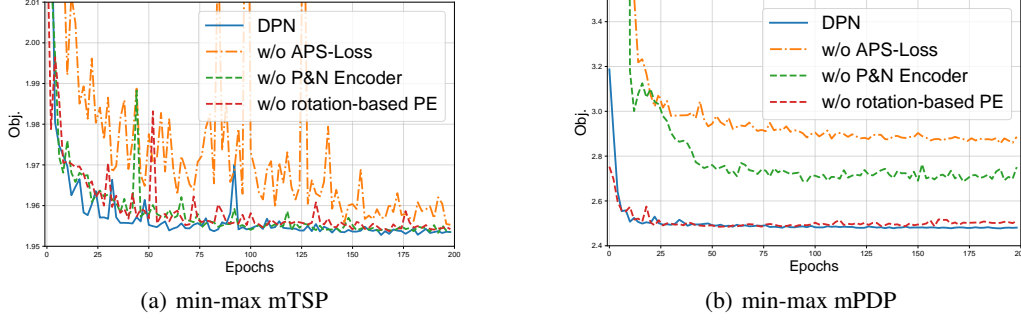 2.01
2.00
1.99
1.98
1.97
1.96
1.95
Obj.
0
25
50
75
100
125
150
175
200
Epochs
DPN
w/o APS-Loss
w/o P&N Encoder
w/o rotation-based PE
(a) min-max mTSP
3.4
3.2
3.0
2.8
2.6
2.4
Obj.
0
25
50
75
100
125
150
175
200
Epochs
DPN
w/o APS-Loss
w/o P&N Encoder
w/o rotation-based PE
(b) min-max mPDP